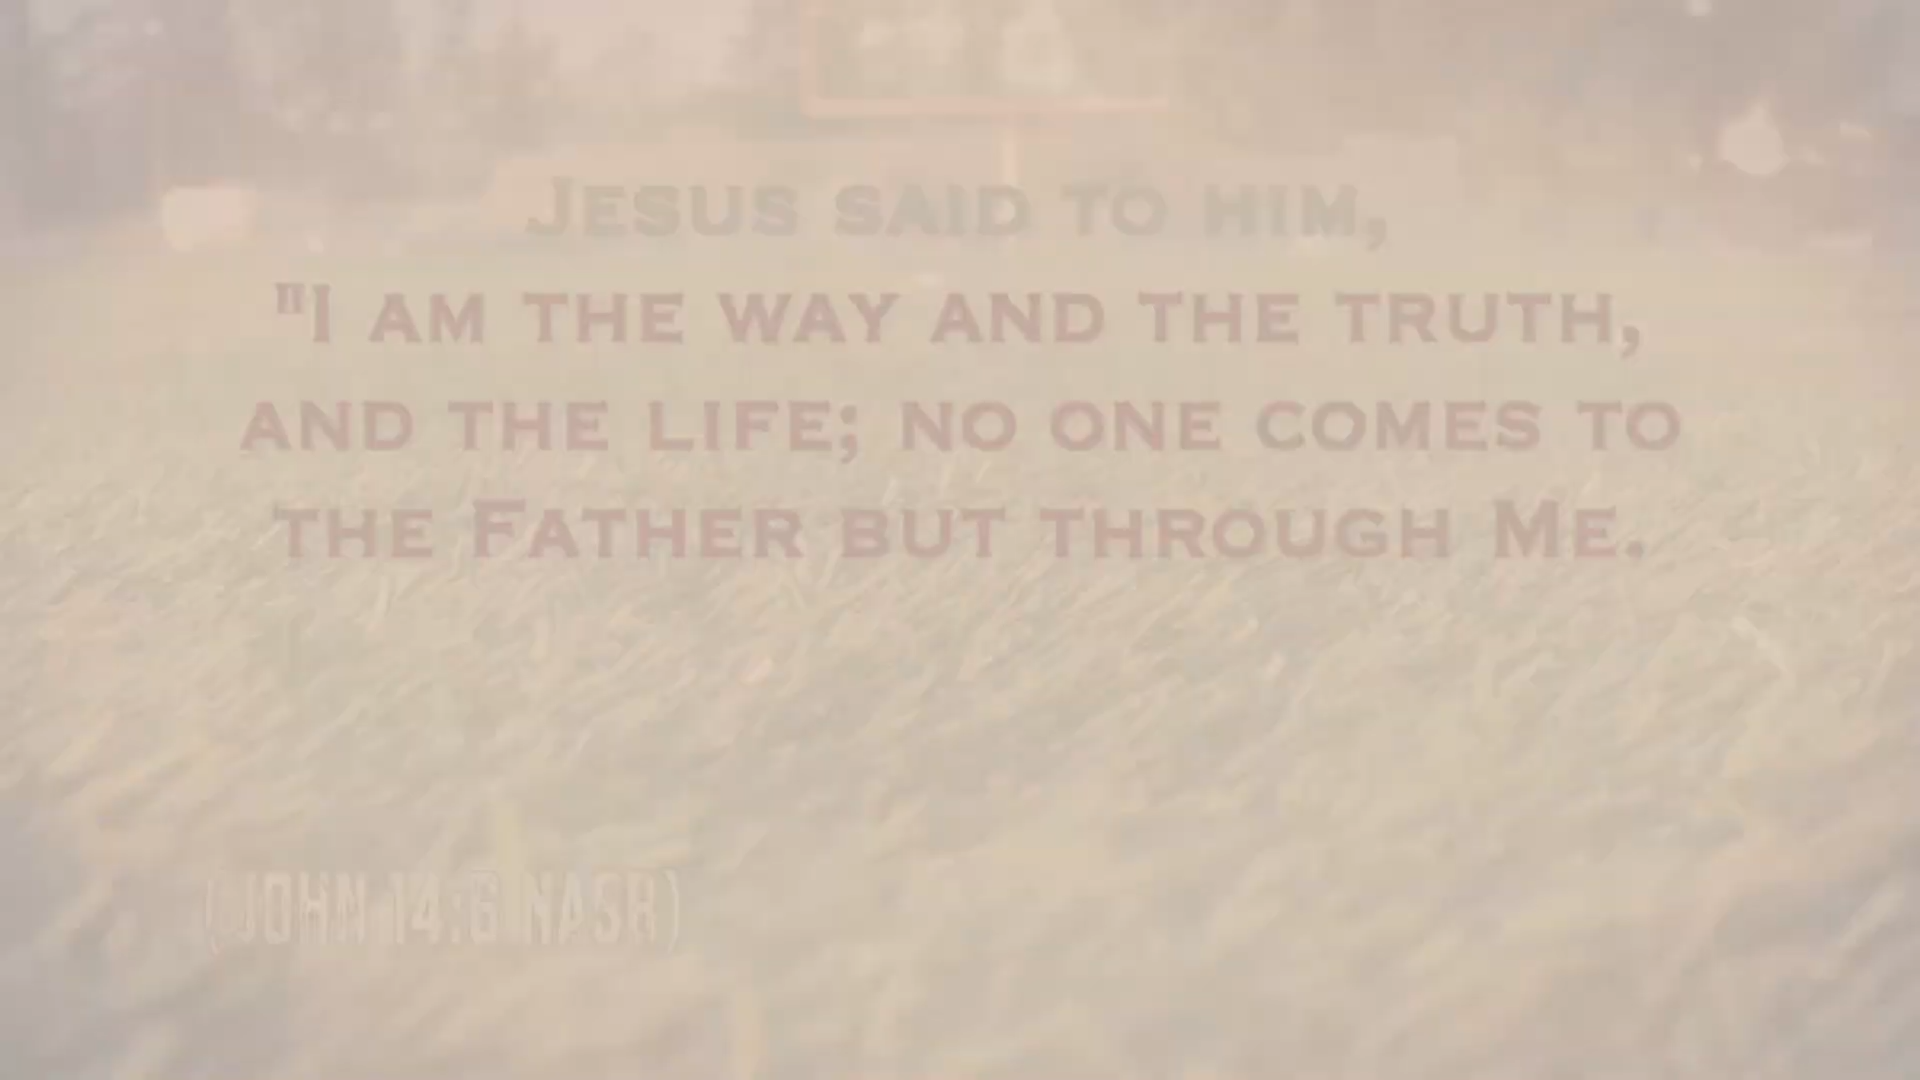 Jesus said to him,
"I am the way and the truth,
and the life; no one comes to
the Father but through Me.
(JOHN 14:6 NASB)